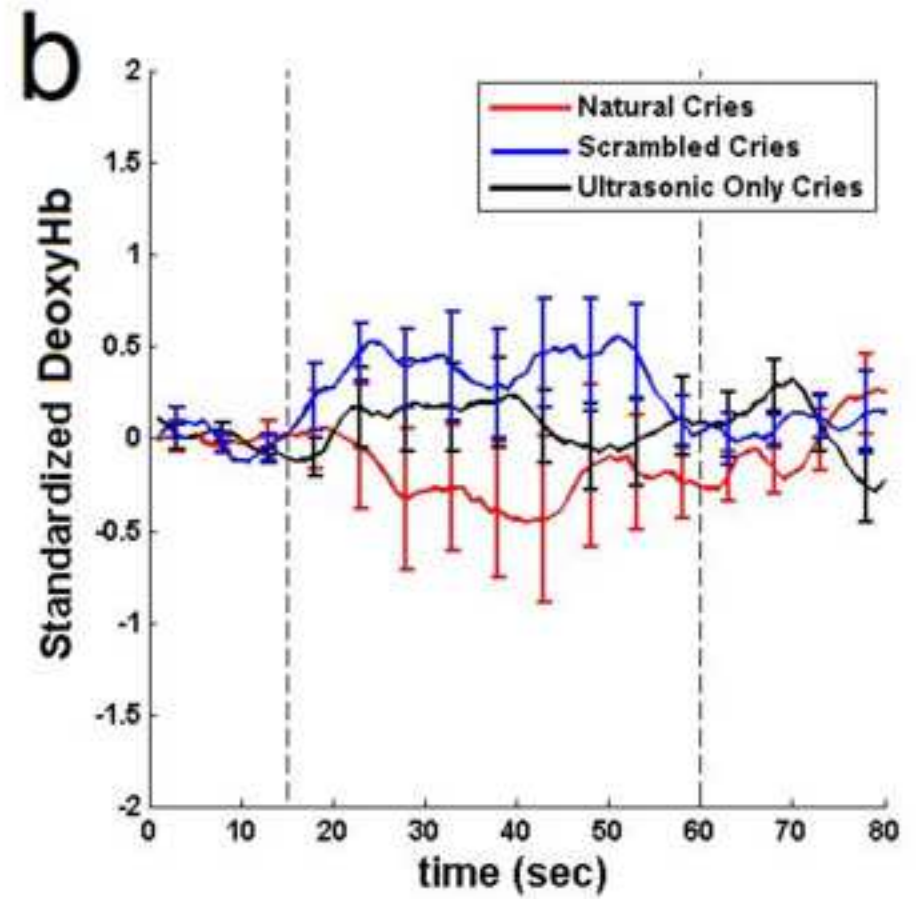 b
2
1.5
1
0.5
0
-0.5
-1
-1.5
-2
Standardized DeoxyHb
Natural Cries
Scrambled Cries
Ultrasonic Only Cries
0 10 20 30 40 50 60 70 80
time (sec)